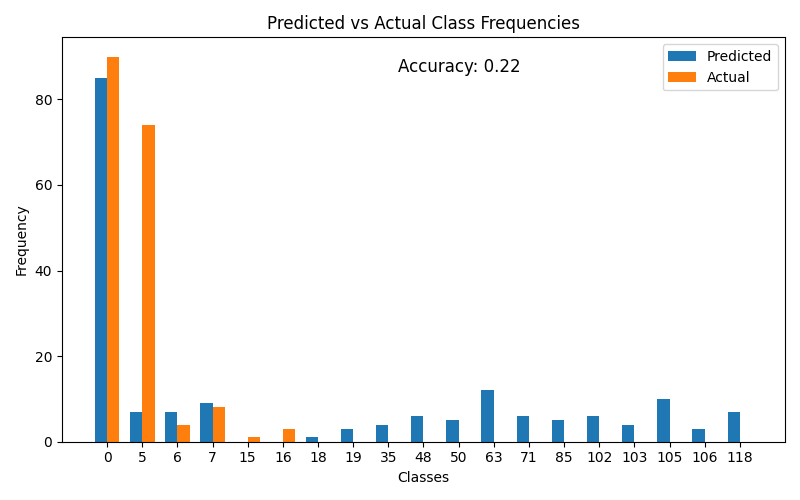 Predicted vs Actual Class Frequencies
Accuracy: 0.22
Predicted
Actual
Frequency
80
60
40
20
0
0 5 6 7 15 16 18 19 35 48 50 63 71 85 102 103 105 106 118
Classes